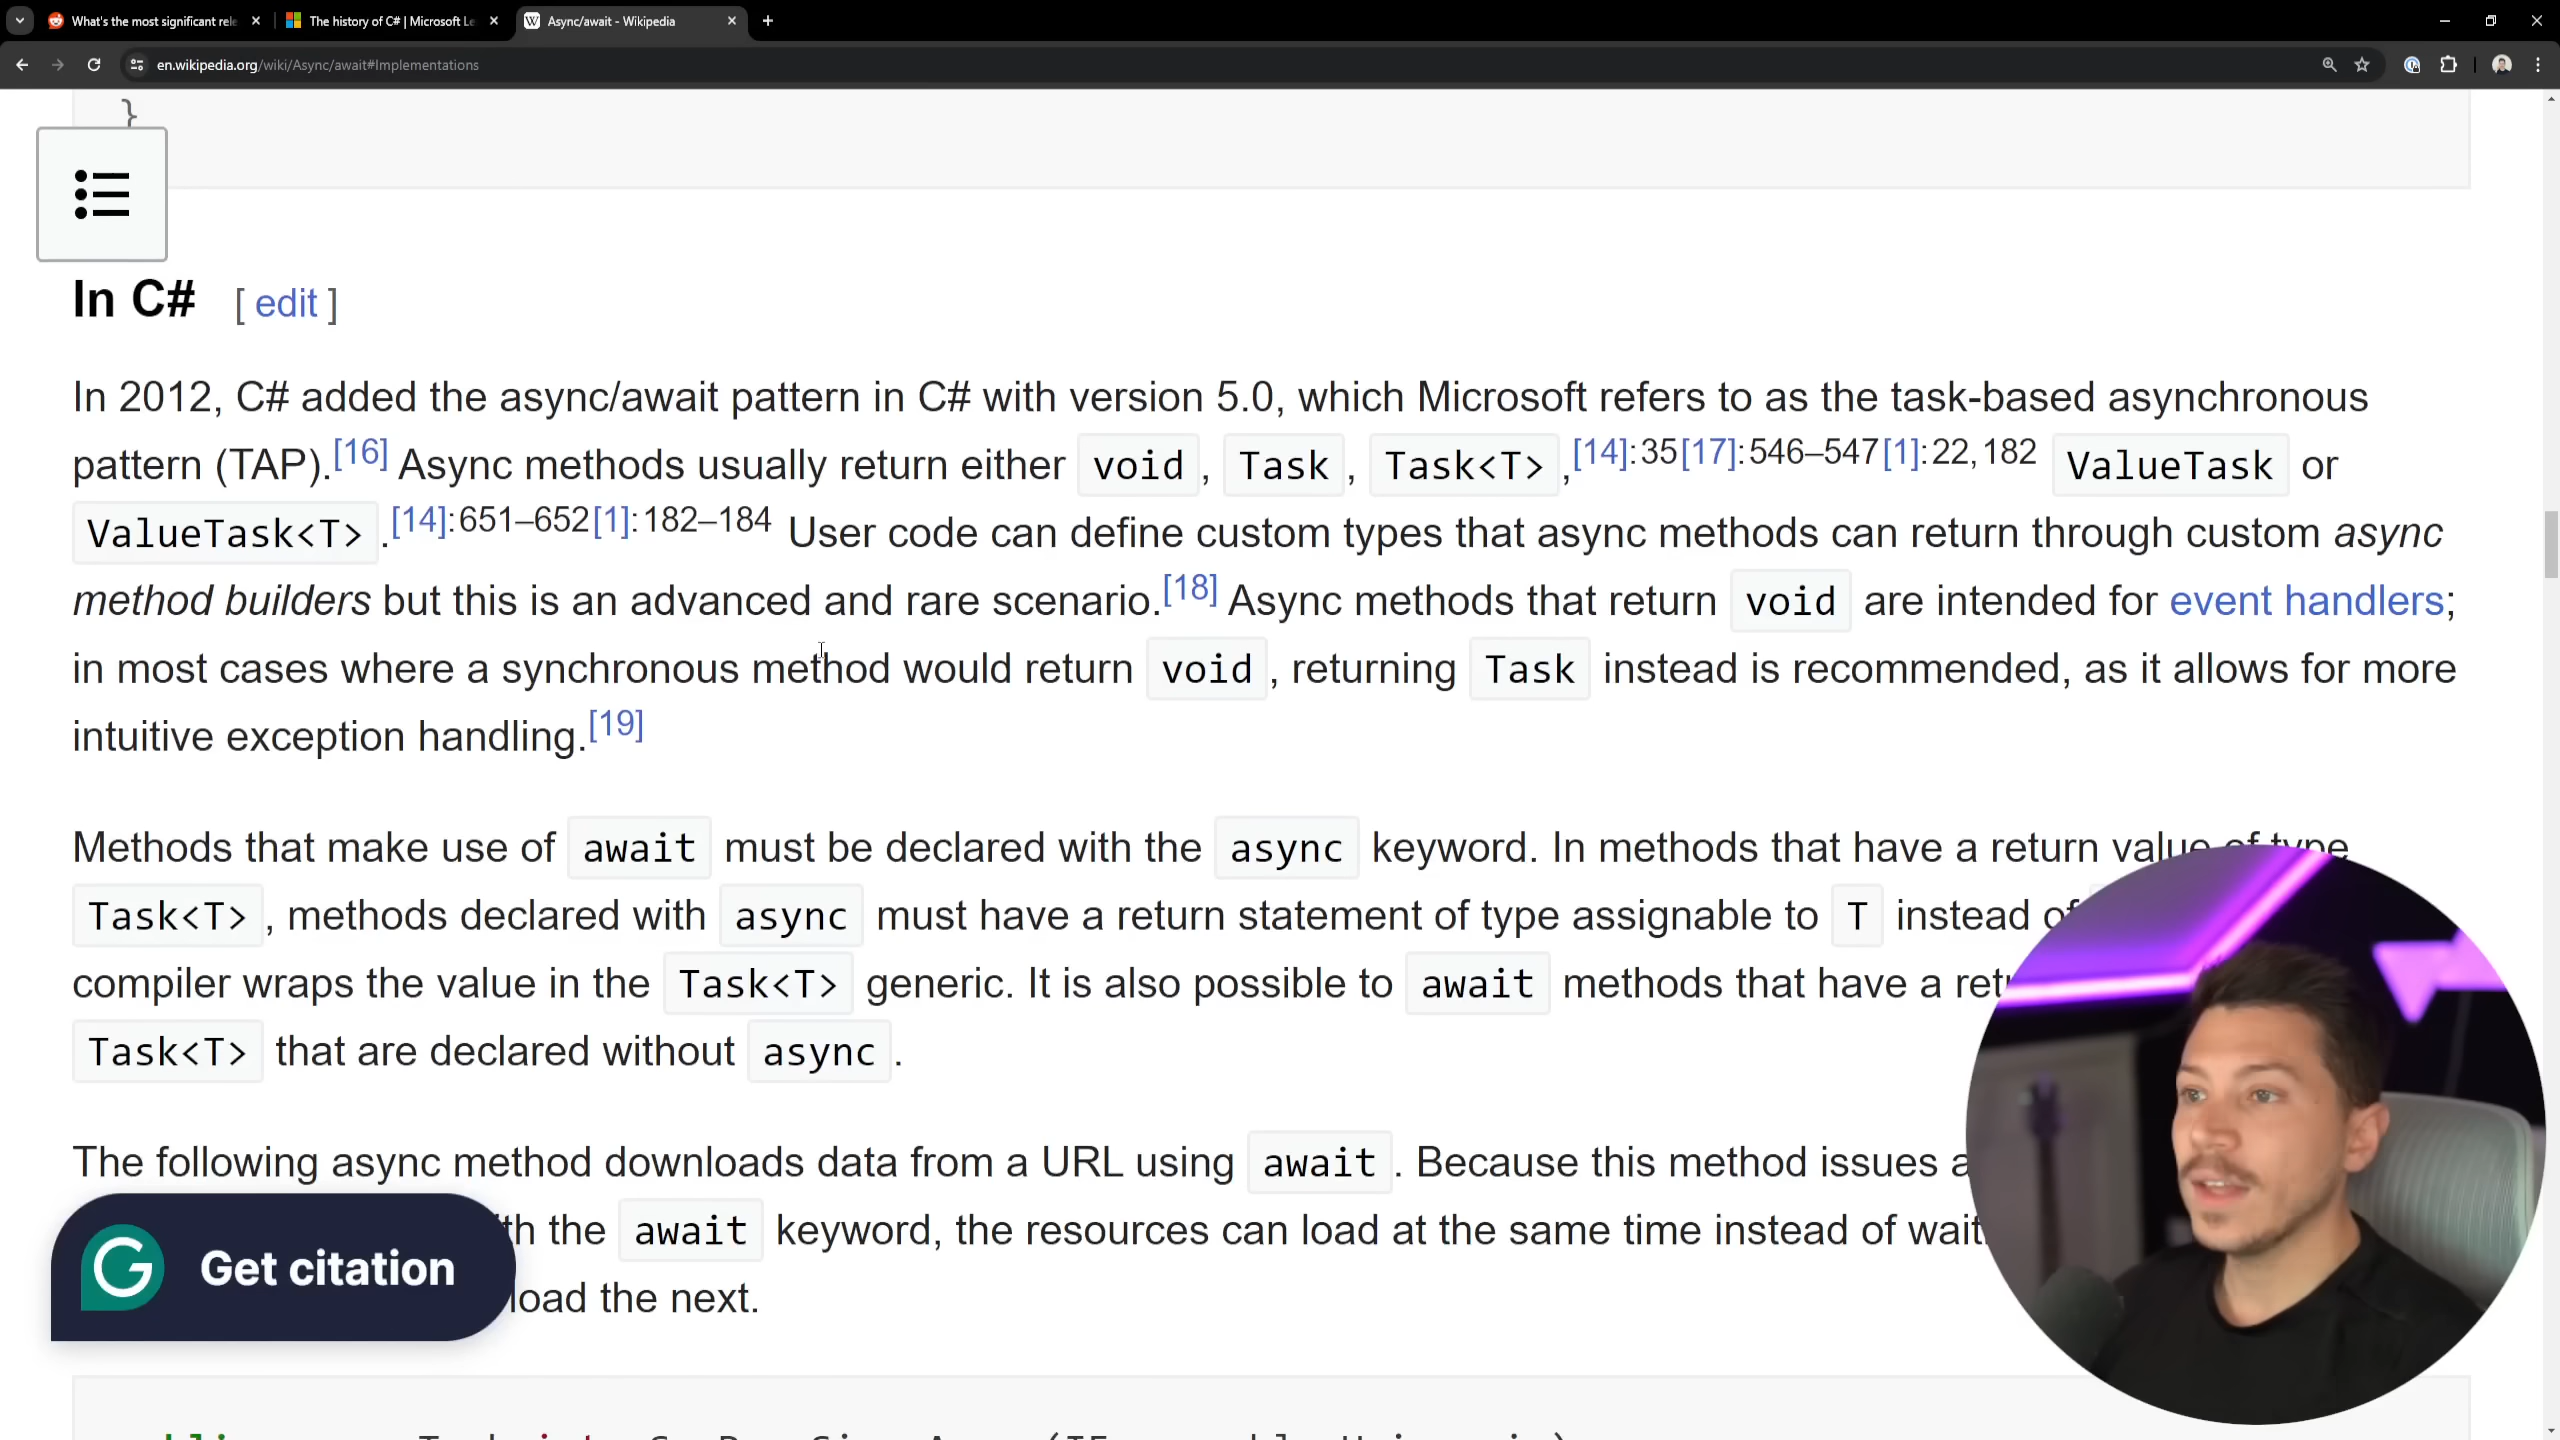 What's the most significant rele
The history of C# | Microsoft Le
Async/await - Wikipedia
en.wikipedia.org/wiki/Async/await#Implementations
}
In C# [ edit ]
In 2012, C# added the async/await pattern in C# with version 5.0, which Microsoft refers to as the task-based asynchronous
pattern (TAP).[16] Async methods usually return either void, Task, Task<T>,[14]:35[17]:546–547[1]:22,182 ValueTask or
ValueTask<T>.[14]:651–652[1]:182–184 User code can define custom types that async methods can return through custom async
method builders but this is an advanced and rare scenario.[18] Async methods that return void are intended for event handlers;
in most cases where a synchronous method would return void, returning Task instead is recommended, as it allows for more
intuitive exception handling.[19]
Methods that make use of await must be declared with the async keyword. In methods that have a return value of type
Task<T>, methods declared with async must have a return statement of type assignable to T instead of
compiler wraps the value in the Task<T> generic. It is also possible to await methods that have a
Task<T> that are declared without async.
The following async method downloads data from a URL using await. Because this method issues
the await keyword, the resources can load at the same time instead of
load the next.
Get citation